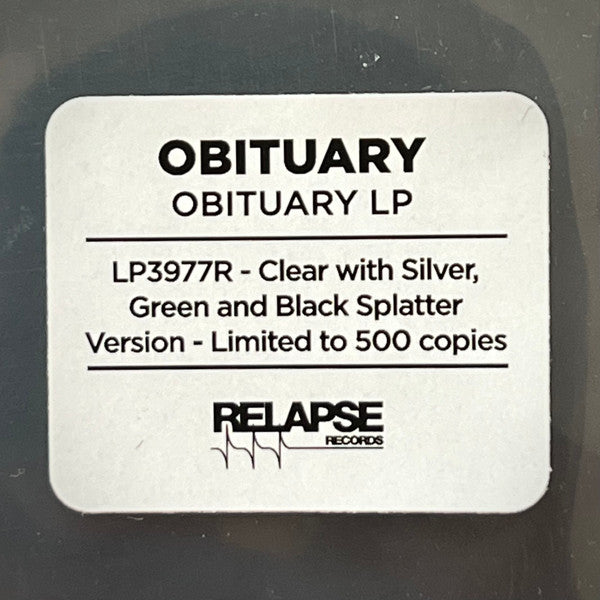 OBITUARY
OBITUARY LP
LP3977R - Clear with Silver,
Green and Black Splatter
Version - Limited to 500 copies
RELAPSE
RECORDS